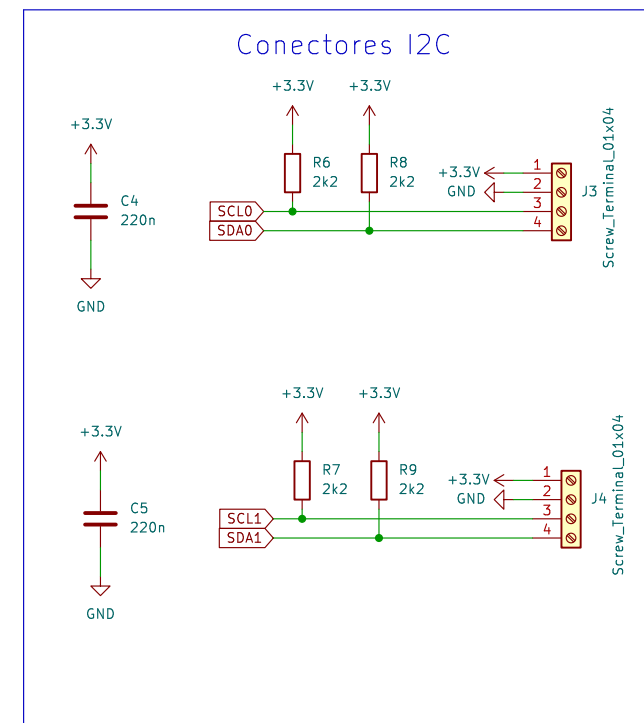 Conectores I2C
+3.3V
C4
220n
GND
+3.3V
+3.3V
R6
2k2
R8
2k2
SCL0
SDA0
+3.3V
GND
1
2
3
4
J3
Screw_Terminal_01x04
+3.3V
C5
220n
GND
+3.3V
+3.3V
R7
2k2
R9
2k2
SCL1
SDA1
+3.3V
GND
1
2
3
4
J4
Screw_Terminal_01x04